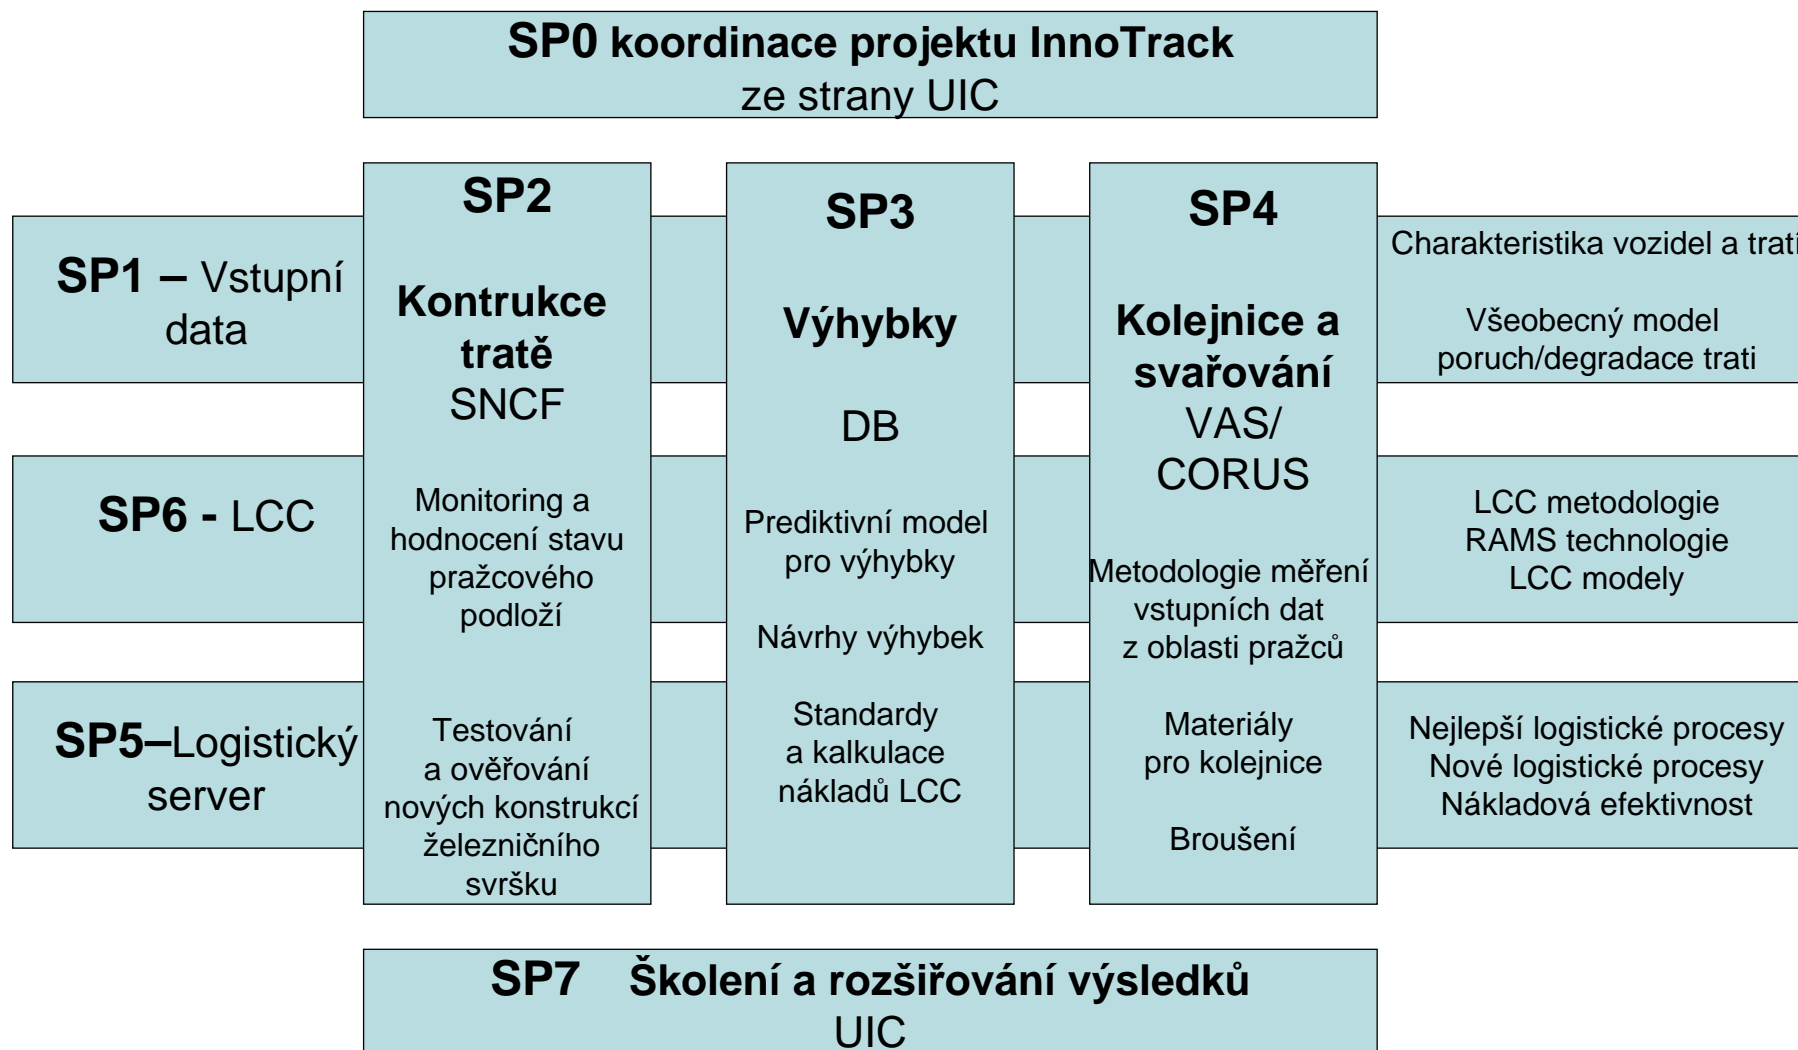 SP0 koordinace projektu InnoTrack
ze strany UIC
SP1 – Vstupní
data
SP6 - LCC
SP5–Logistický
server
SP2
Kontrukce
tratě
SNCF
Monitoring a
hodnocení stavu
pražcového
podloží
Testování
a ověřování
nových konstrukcí
železničního
svršku
SP3
Výhybky
DB
Prediktivní model
pro výhybky
Návrhy výhybek
Standardy
a kalkulace
nákladů LCC
SP4
Kolejnice a
svařování
VAS/
CORUS
Metodologie měření
vstupních dat
z oblasti pražců
Materiály
pro kolejnice
Broušení
Charakteristika vozidel a tratí
Všeobecný model
poruch/degradace trati
LCC metodologie
RAMS technologie
LCC modely
Nejlepší logistické procesy
Nové logistické procesy
Nákladová efektivnost
SP7 Školení a rozšiřování výsledků
UIC